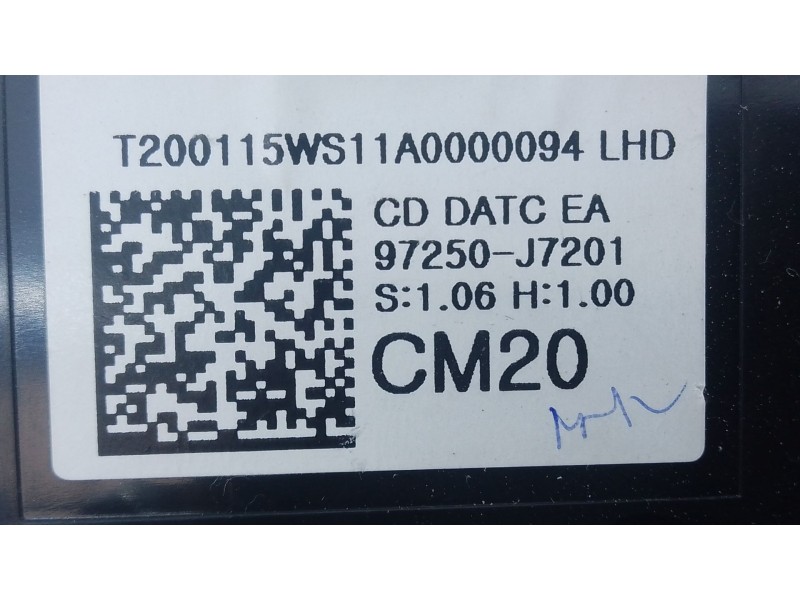 T200115WS11A0000094 LHD
CD DATC EA
97250-J7201
S:1.06 H:1.00
CM20